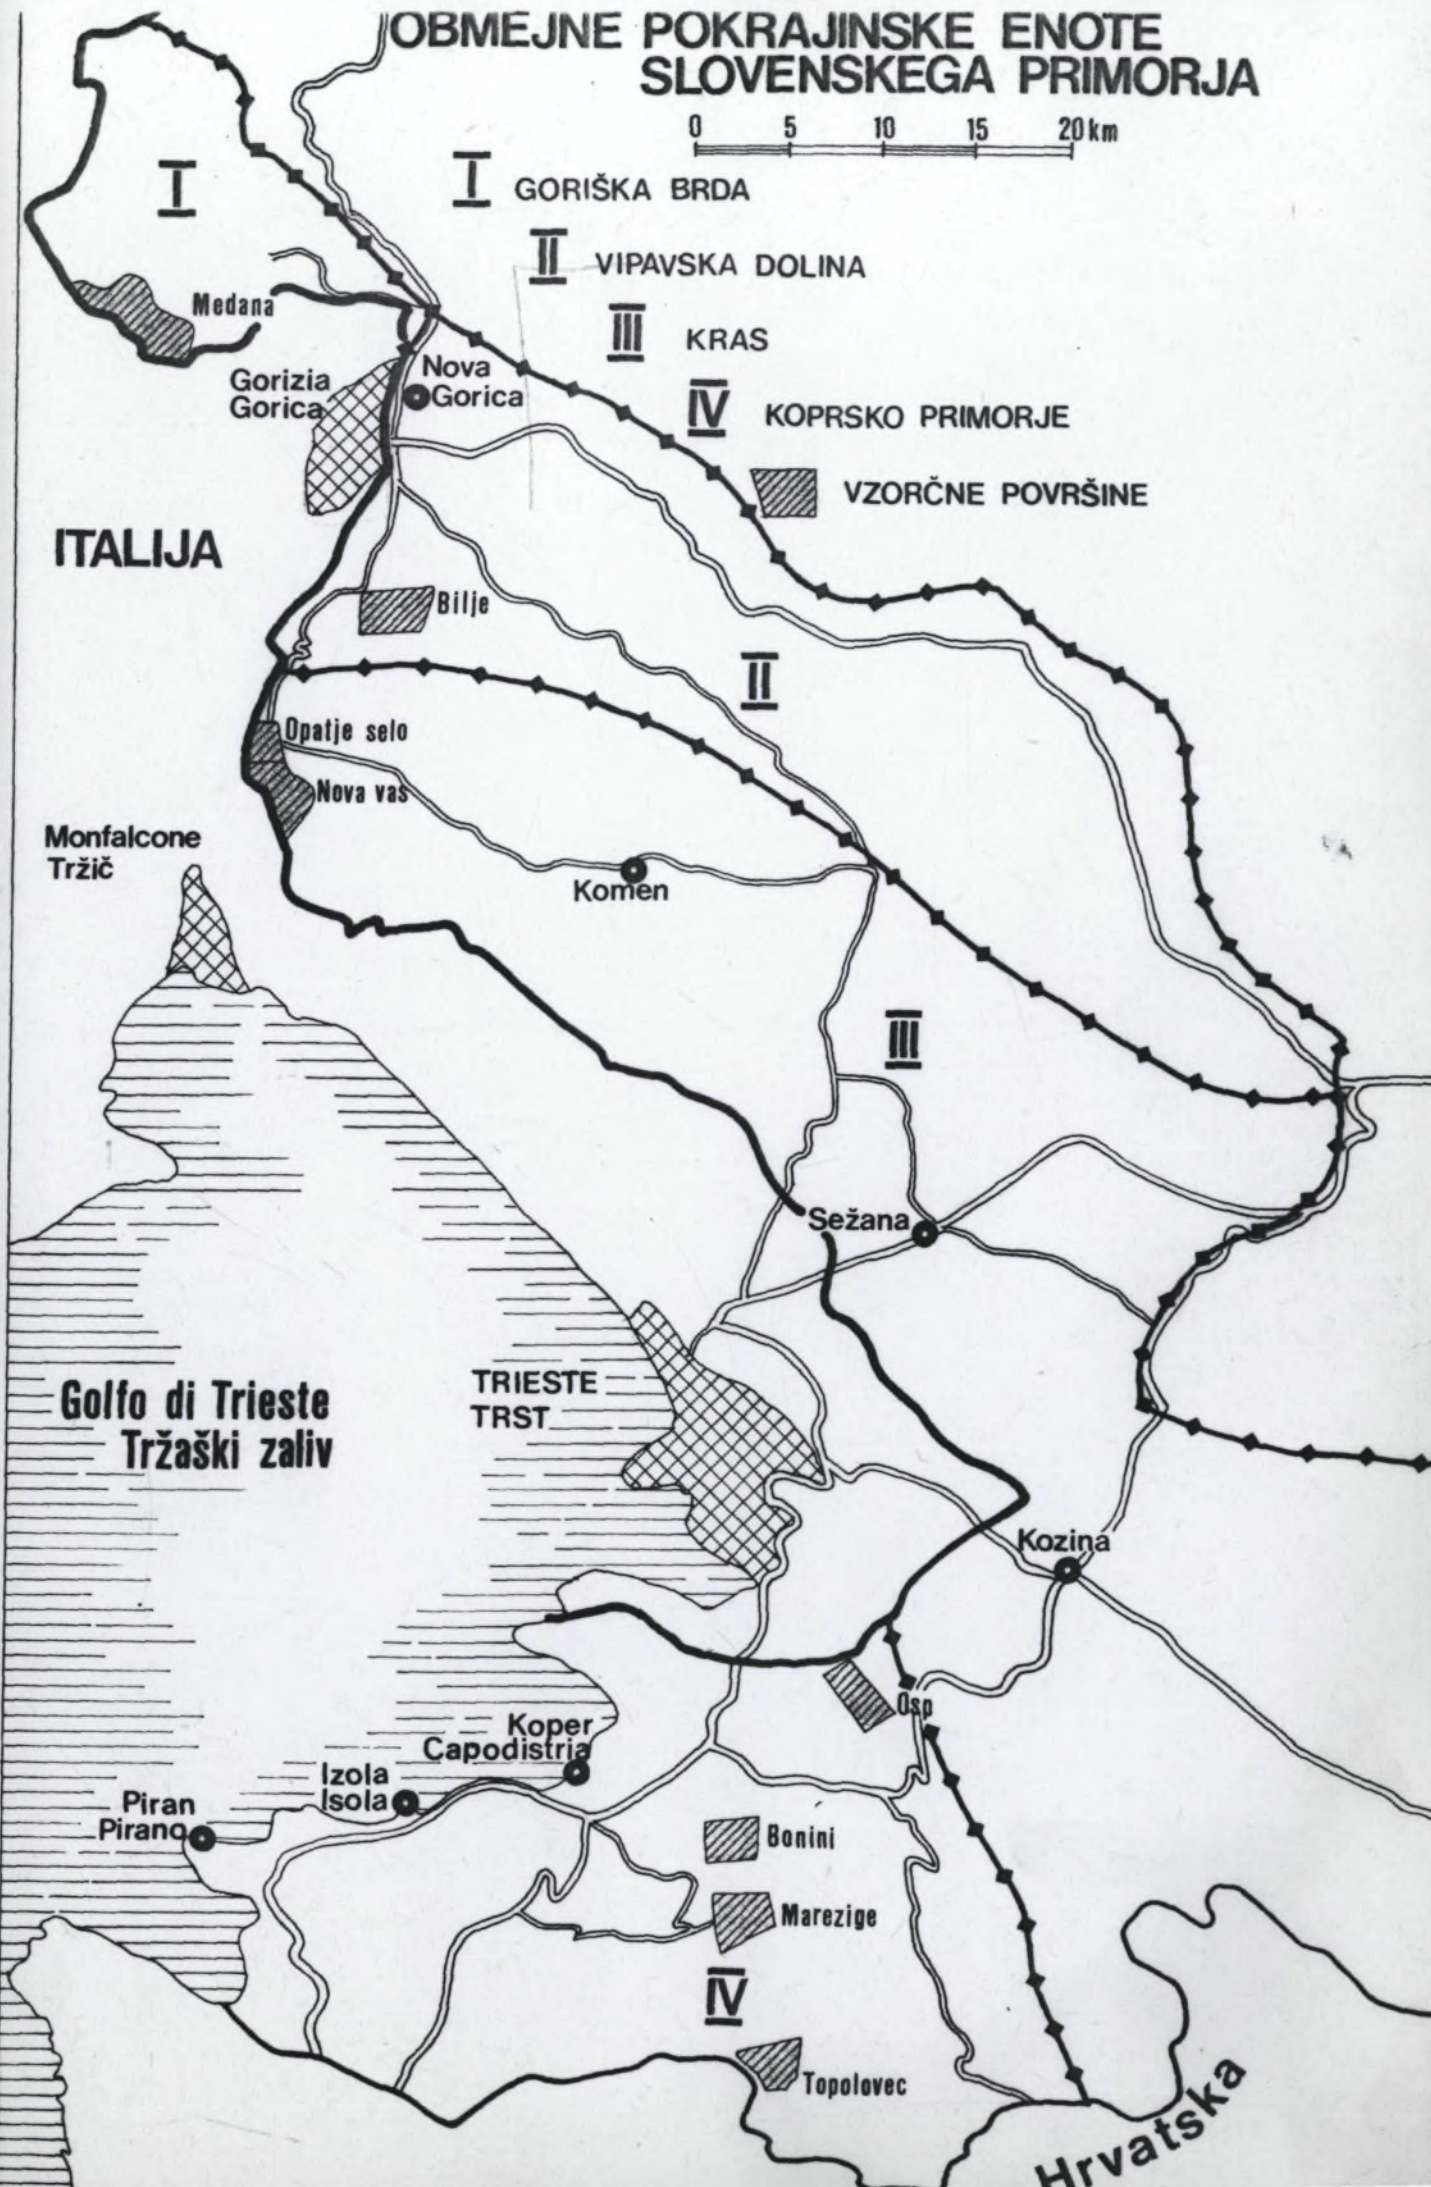 OBMEJNE POKRAJINSKE ENOTE
SLOVENSKEGA PRIMORJA
0 5 10 15 20 km
I GORIŠKA BRDA
II VIPAVSKA DOLINA
III KRAS
IV KOPRSKO PRIMORJE
VZORČNE POVRŠINE
I
Medana
Gorizia
Gorica
Nova
Gorica
ITALIJA
Bilje
II
Opatje selo
Nova vas
Monfalcone
Tržič
Komen
III
Sežana
TRIESTE
TRST
Golfo di Trieste
Tržaški zaliv
Kozina
Osp
Koper
Capodistria
Izola
Isola
Piran
Pirano
Bonini
Marezige
IV
Topolovec
Hrvatska